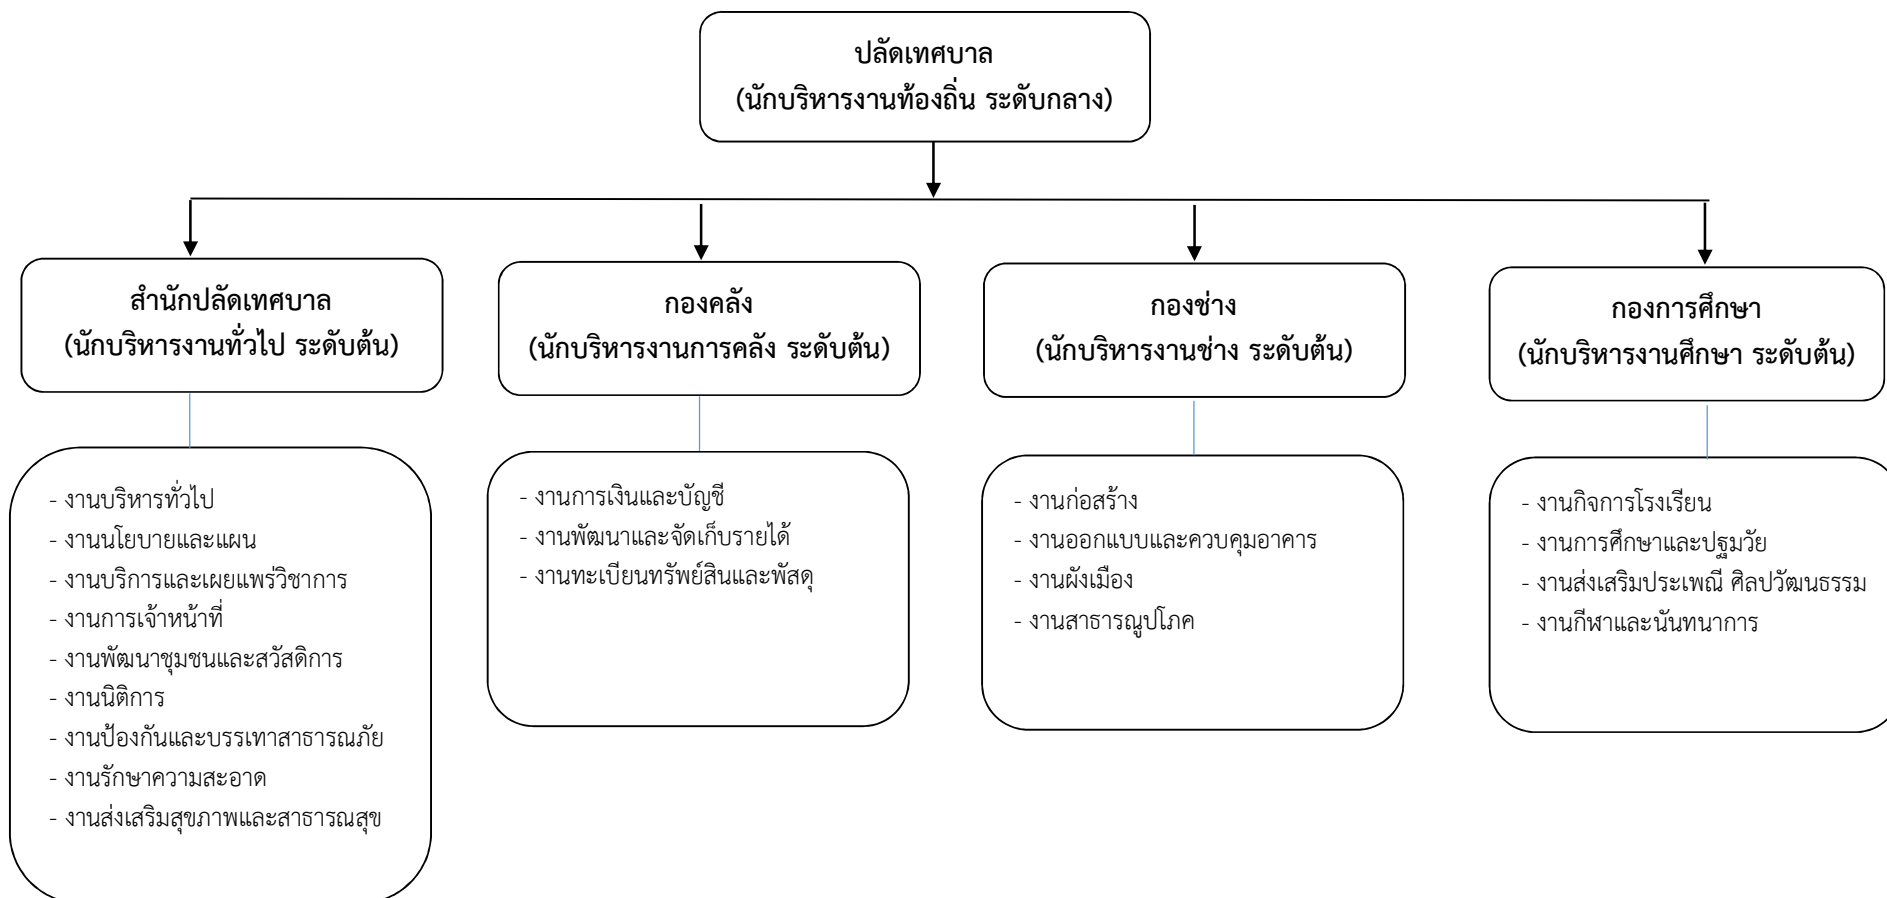 ปลัดเทศบาล
(นักบริหารงานท้องถิ่น ระดับกลาง)
สำนักปลัดเทศบาล
(นักบริหารงานทั่วไป ระดับต้น)
กองคลัง
(นักบริหารงานการคลัง ระดับต้น)
กองช่าง
(นักบริหารงานช่าง ระดับต้น)
กองการศึกษา
(นักบริหารงานศึกษา ระดับต้น)
- งานบริหารทั่วไป
- งานนโยบายและแผน
- งานบริการและเผยแพร่วิชาการ
- งานการเจ้าหน้าที่
- งานพัฒนาชุมชนและสวัสดิการ
- งานนิติการ
- งานป้องกันและบรรเทาสาธารณภัย
- งานรักษาความสะอาด
- งานส่งเสริมสุขภาพและสาธารณสุข
- งานการเงินและบัญชี
- งานพัฒนาและจัดเก็บรายได้
- งานทะเบียนทรัพย์สินและพัสดุ
- งานก่อสร้าง
- งานออกแบบและควบคุมอาคาร
- งานผังเมือง
- งานสาธารณูปโภค
- งานกิจการโรงเรียน
- งานการศึกษาและปฐมวัย
- งานส่งเสริมประเพณี ศิลปวัฒนธรรม
- งานกีฬาและนันทนาการ